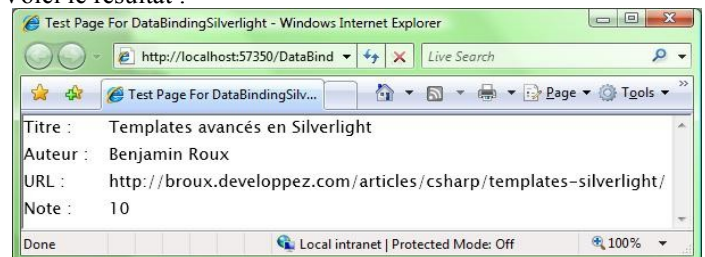 Voici le résultat :
Test Page For DataBindingSilverlight - Windows Internet Explorer
http://localhost:57350/DataBind
Live Search
Test Page For DataBindingSilv...
Page
Tools
Titre : Templates avancés en Silverlight
Auteur : Benjamin Roux
URL : http://broux.developpez.com/articles/csharp/templates-silverlight/
Note : 10
Done
Local intranet | Protected Mode: Off
100%